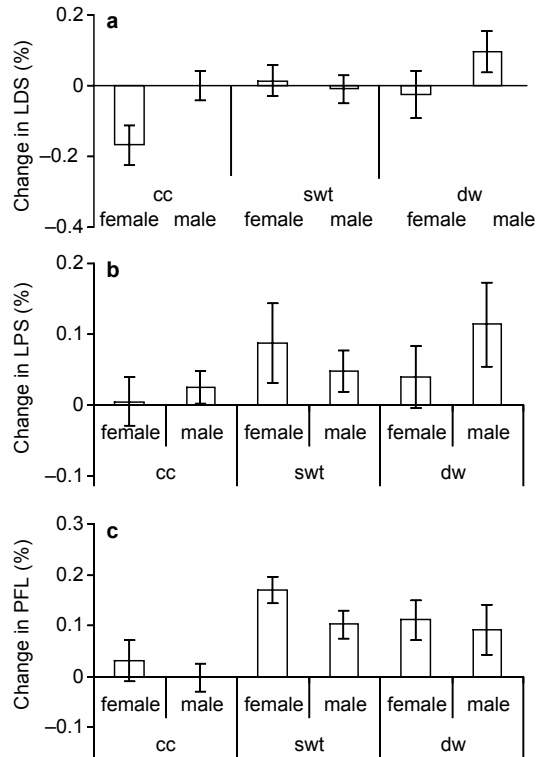 a
Change in LDS (%)
0.2
0
–0.2
–0.4
cc swt dw
female male female male female male
b
Change in LPS (%)
0.2
0.1
0
–0.1
female male female male female male
cc swt dw
c
Change in PFL (%)
0.3
0.2
0.1
0
–0.1
female male female male female male
cc swt dw